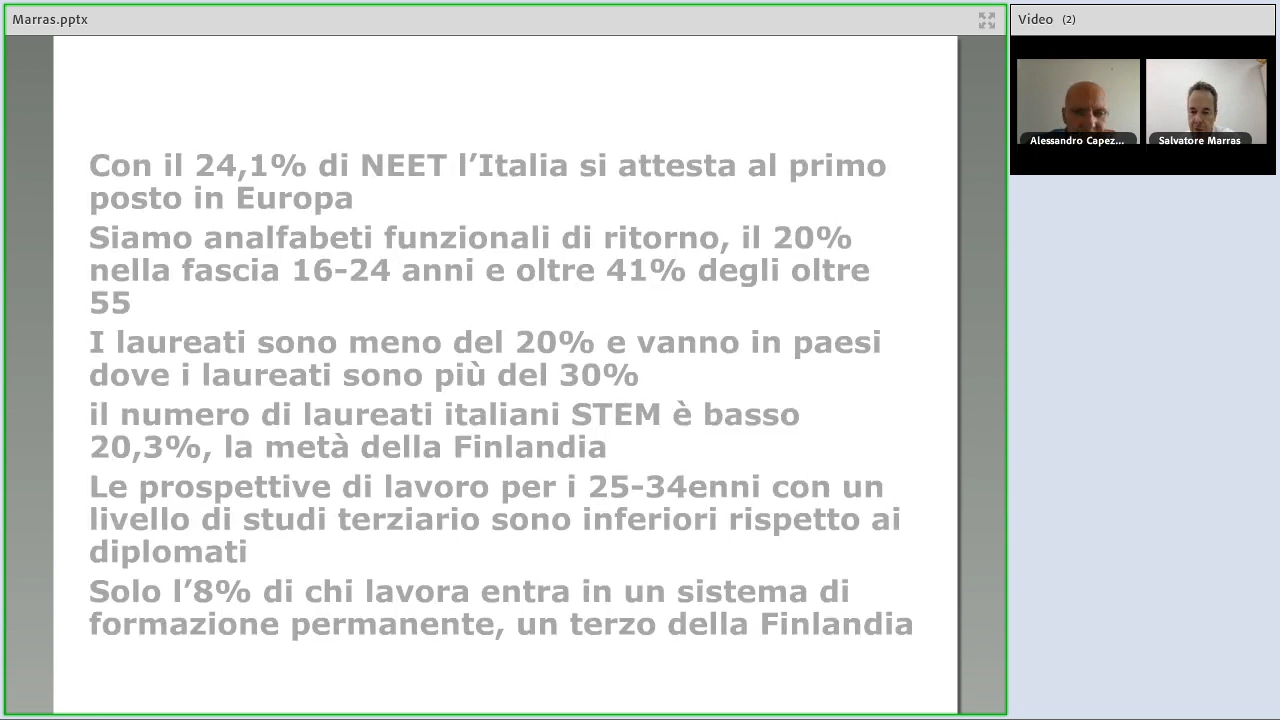 Marras.pptx
Video (2)
Alessandro Capez...
Salvatore Marras
Con il 24,1% di NEET l’Italia si attesta al primo
posto in Europa
Siamo analfabeti funzionali di ritorno, il 20%
nella fascia 16-24 anni e oltre 41% degli oltre
55
I laureati sono meno del 20% e vanno in paesi
dove i laureati sono più del 30%
il numero di laureati italiani STEM è basso
20,3%, la metà della Finlandia
Le prospettive di lavoro per i 25-34enni con un
livello di studi terziario sono inferiori rispetto ai
diplomati
Solo l’8% di chi lavora entra in un sistema di
formazione permanente, un terzo della Finlandia